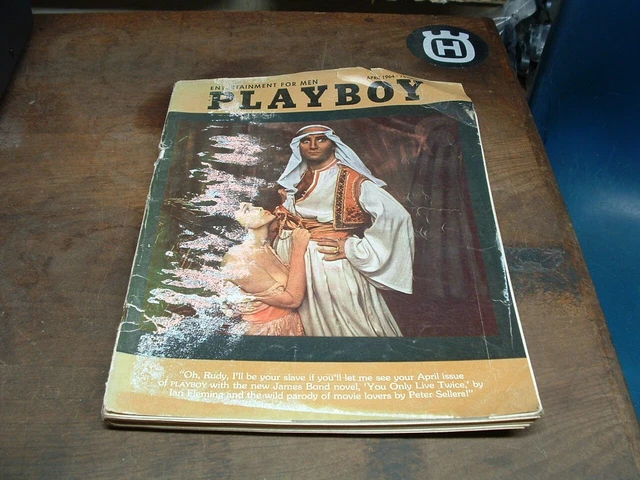 ENTERTAINMENT FOR MEN
APRIL 1964
PLAYBOY
H
"Oh, Rudy, I'll be your slave if you'll let me see your April issue
of PLAYBOY with the new James Bond novel, 'You Only Live Twice,' by
Ian Fleming and the wild parody of movie lovers by Peter Sellers!"